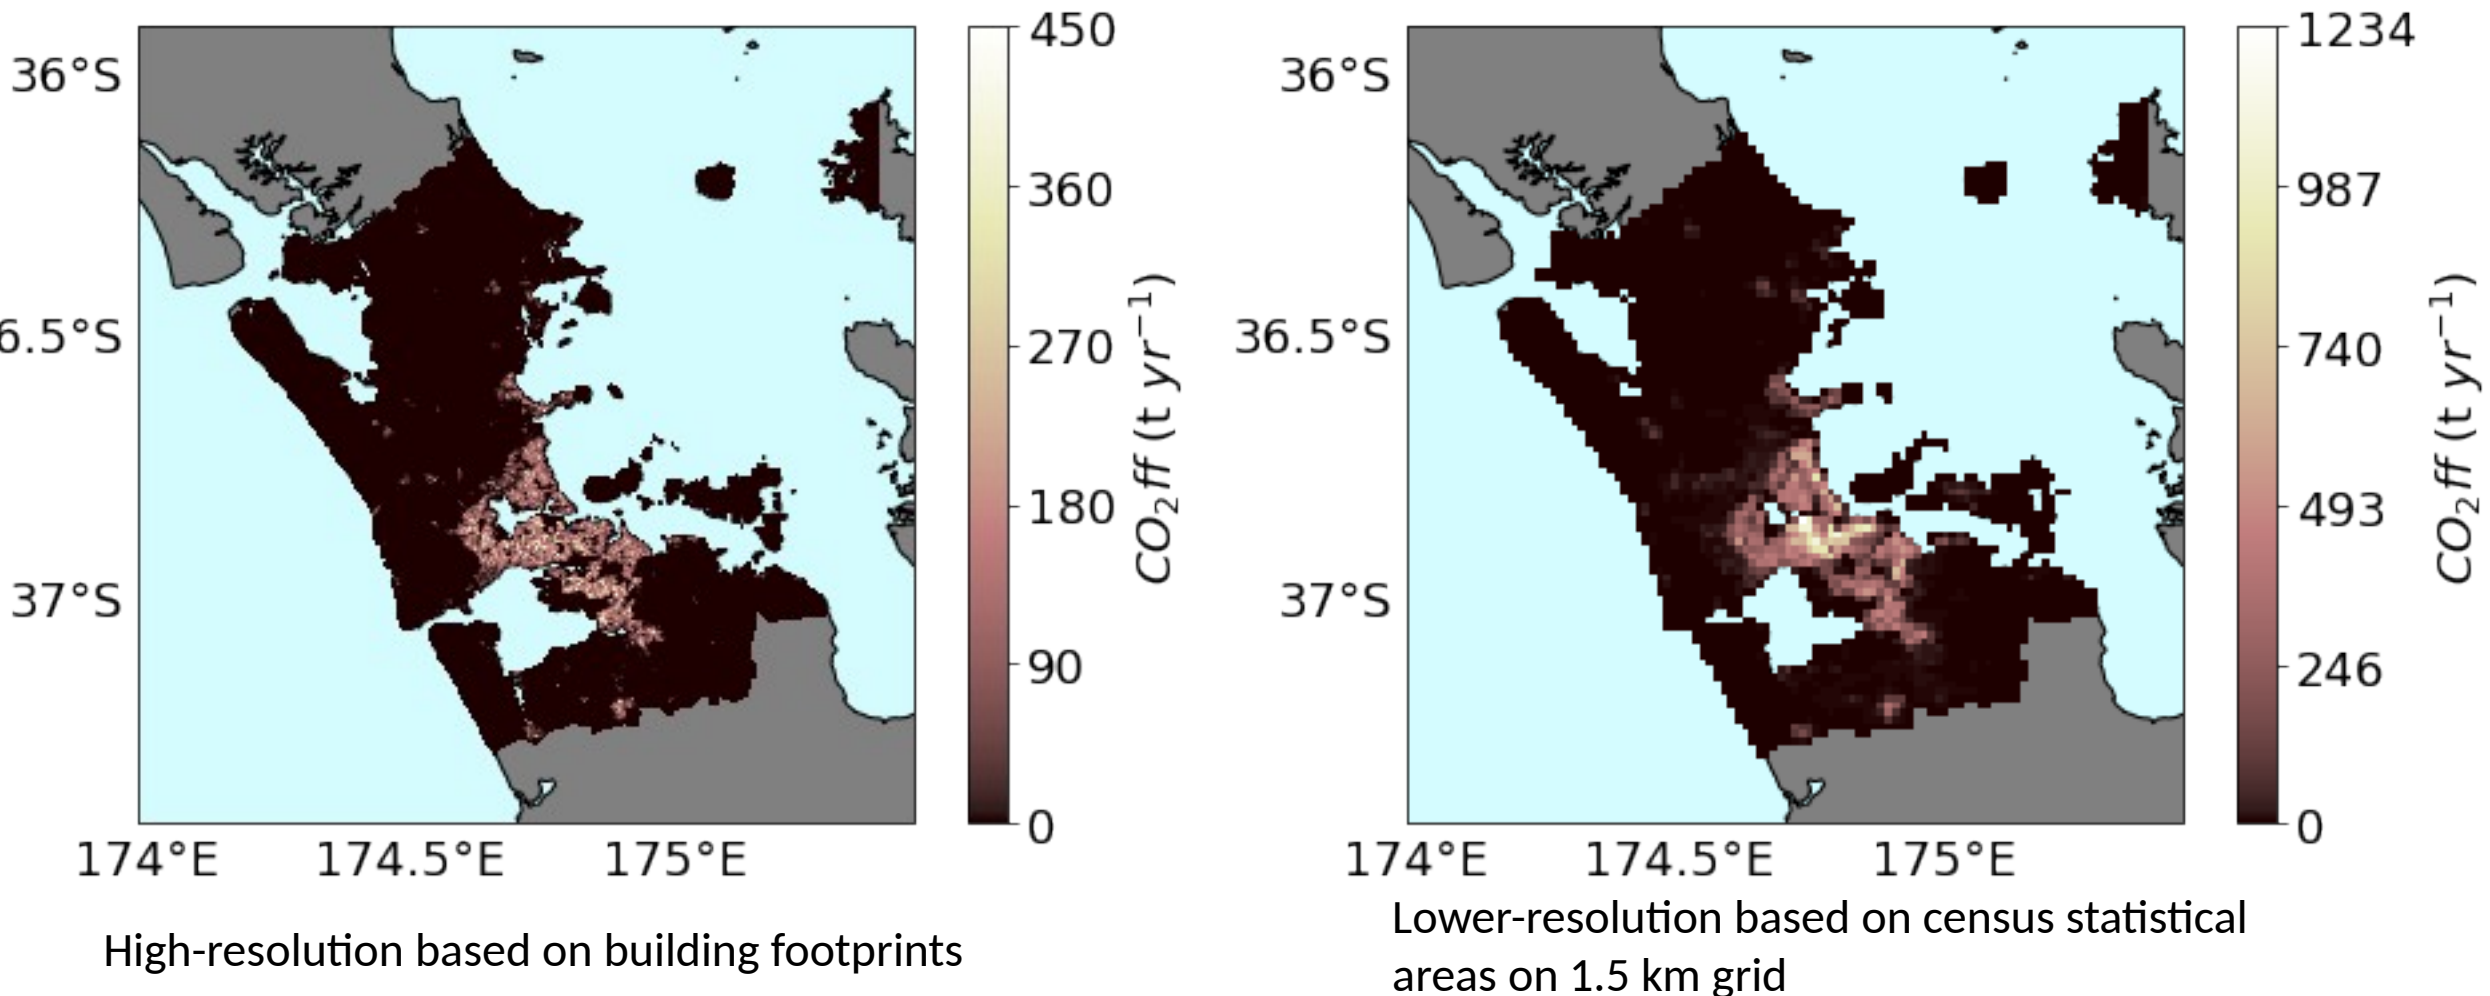 450
360
270
180
90
0
CO₂ff (t yr⁻¹)
36°S
6.5°S
37°S
174°E 174.5°E 175°E
High-resolution based on building footprints
1234
987
740
493
246
0
CO₂ff (t yr⁻¹)
36°S
36.5°S
37°S
174°E 174.5°E 175°E
Lower-resolution based on census statistical
areas on 1.5 km grid